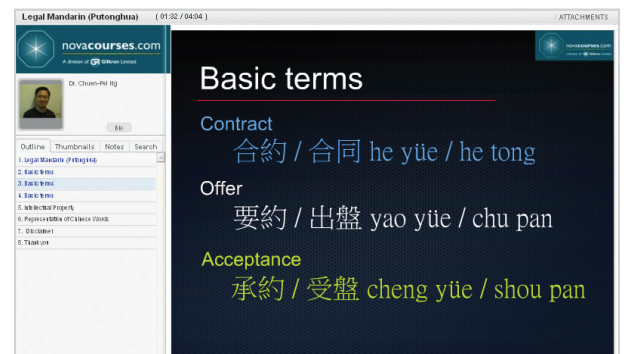 Legal Mandarin (Putonghua) ( 01:32 / 04:04 )
ATTACHMENTS
novacourses.com
A division of Gilforan Limited
Dr. Chuen-Pei Ng
Bio
Outline Thumbnails Notes Search
1. Legal Mandarin (Putonghua)
2. Basic terms
3. Basic terms
4. Basic terms
5. Intellectual Property
6. Representation of Chinese Words
7. Disclaimer
8. Thank you
novacourses.com
Basic terms
Contract
合約 / 合同 he yüe / he tong
Offer
要約 / 出盤 yao yüe / chu pan
Acceptance
承約 / 受盤 cheng yüe / shou pan